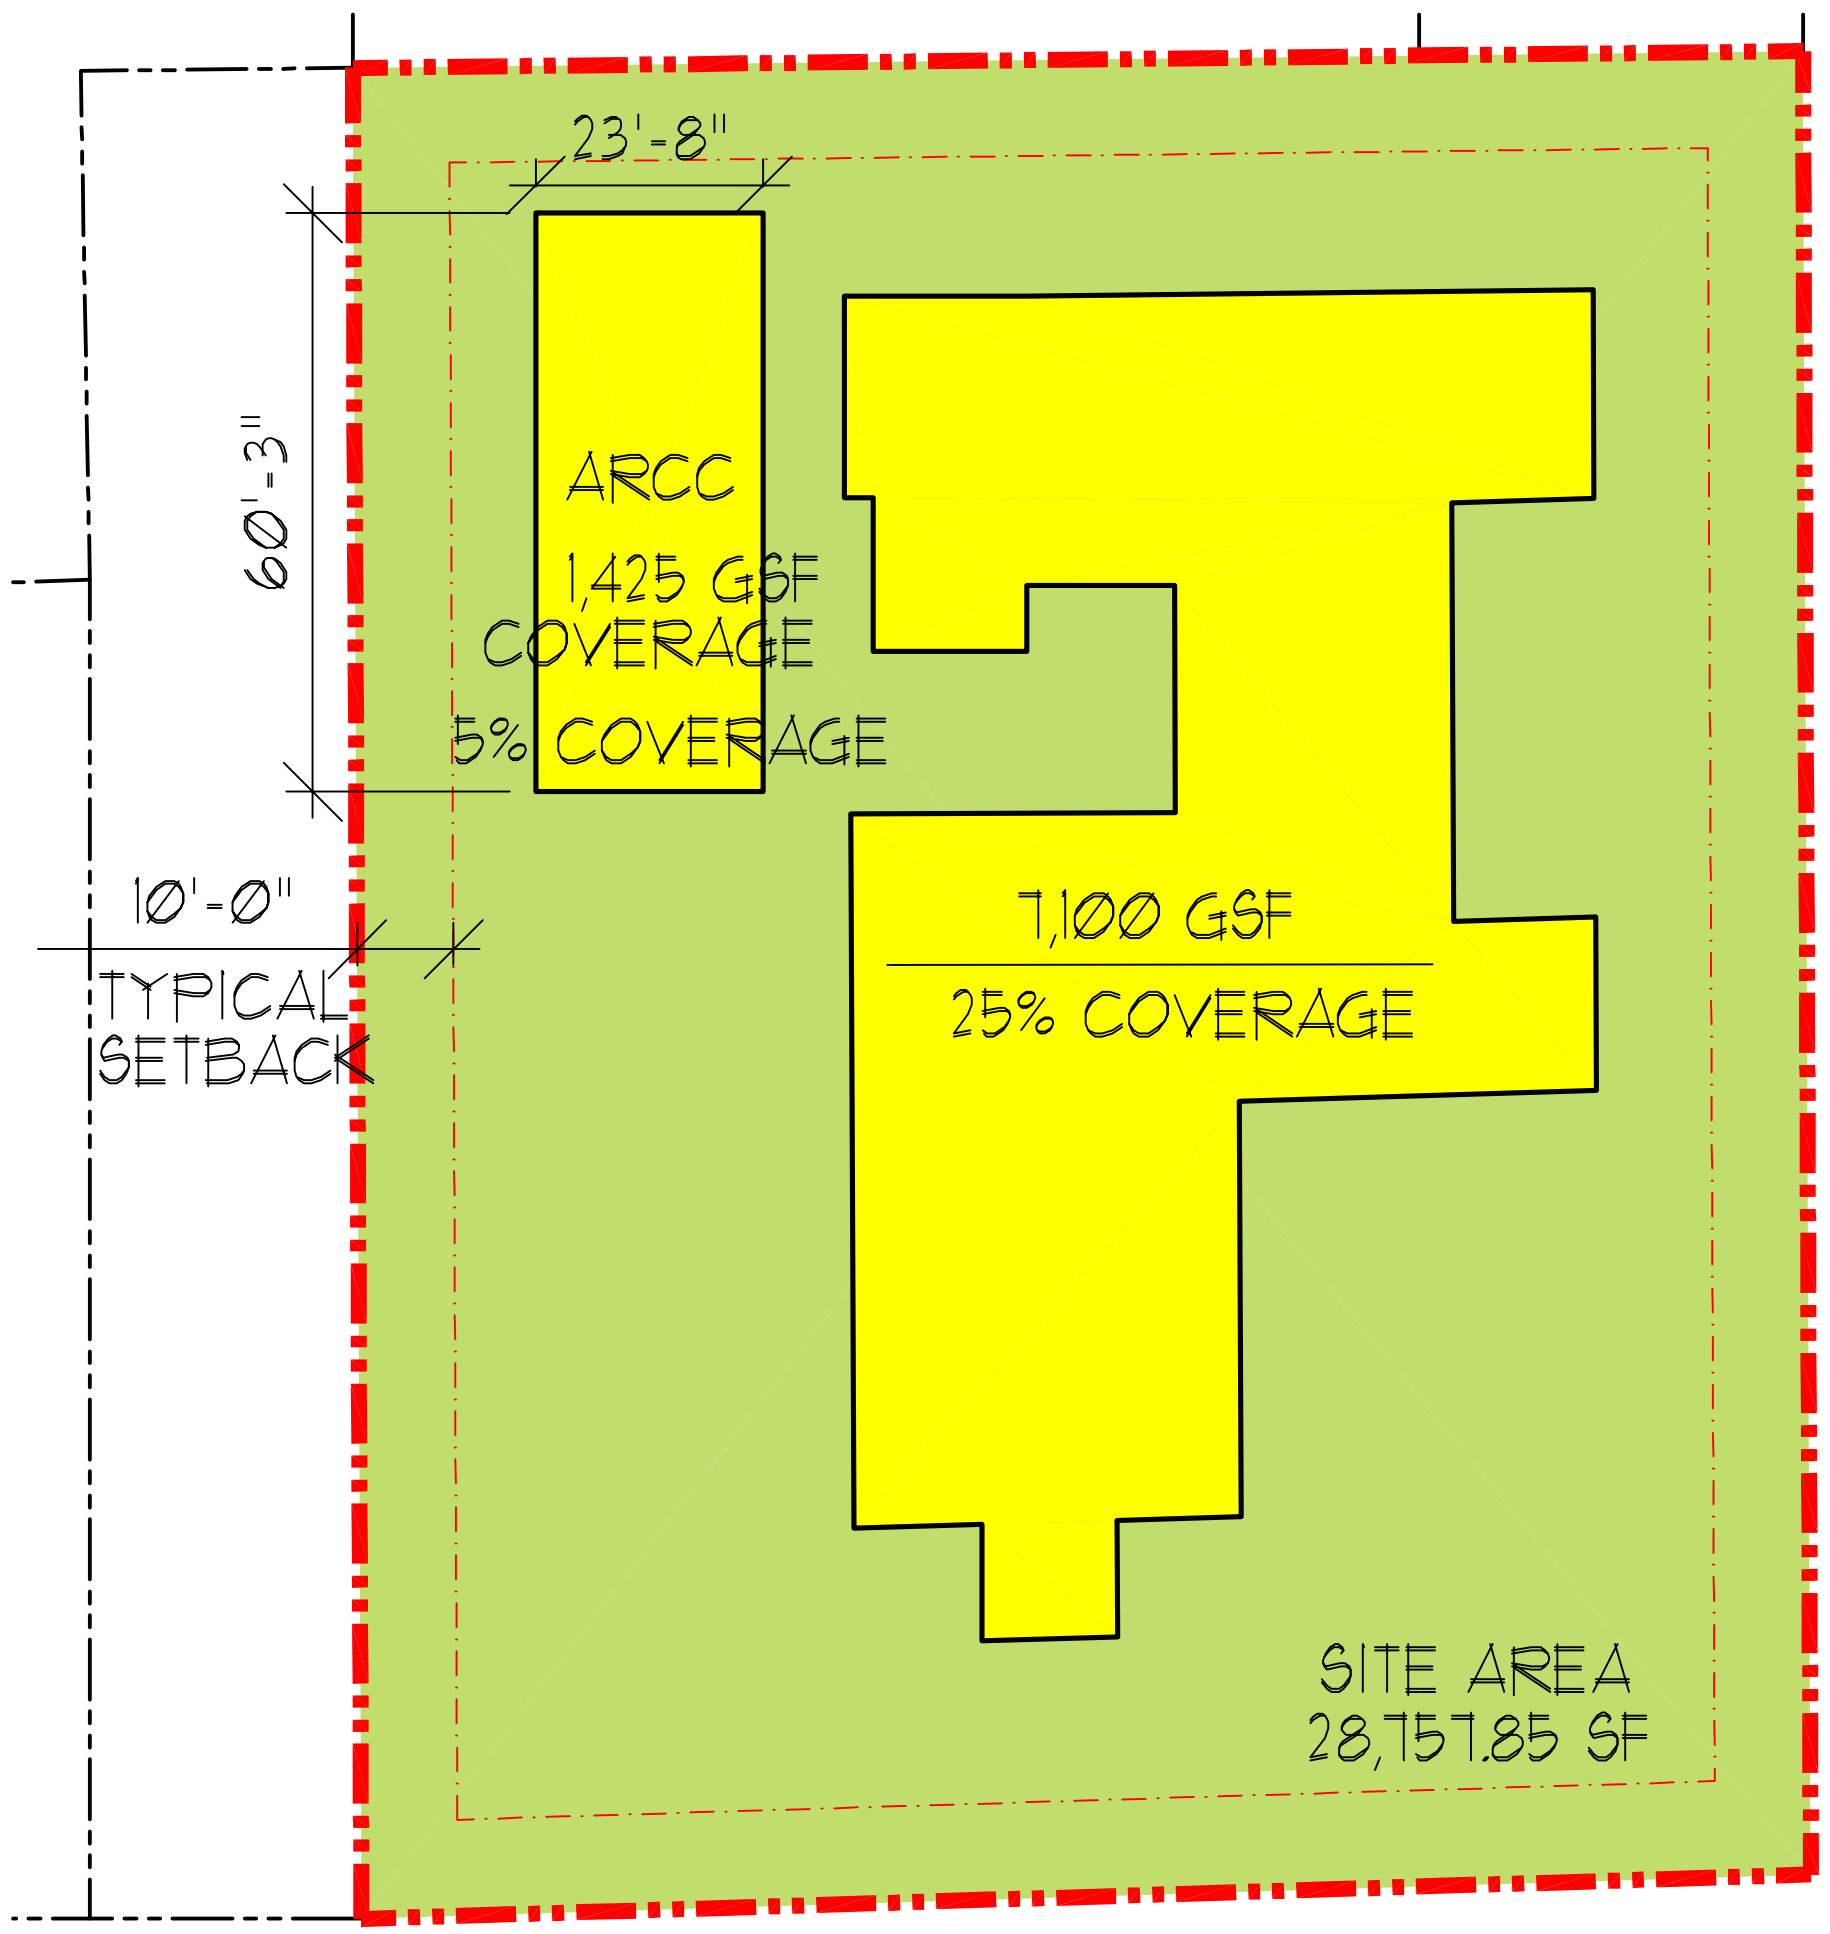 23'-8"
60'-3"
ARCC
1,425 GSF
COVERAGE
5% COVERAGE
10'-0"
TYPICAL
SETBACK
7,100 GSF
25% COVERAGE
SITE AREA
28,757.85 SF